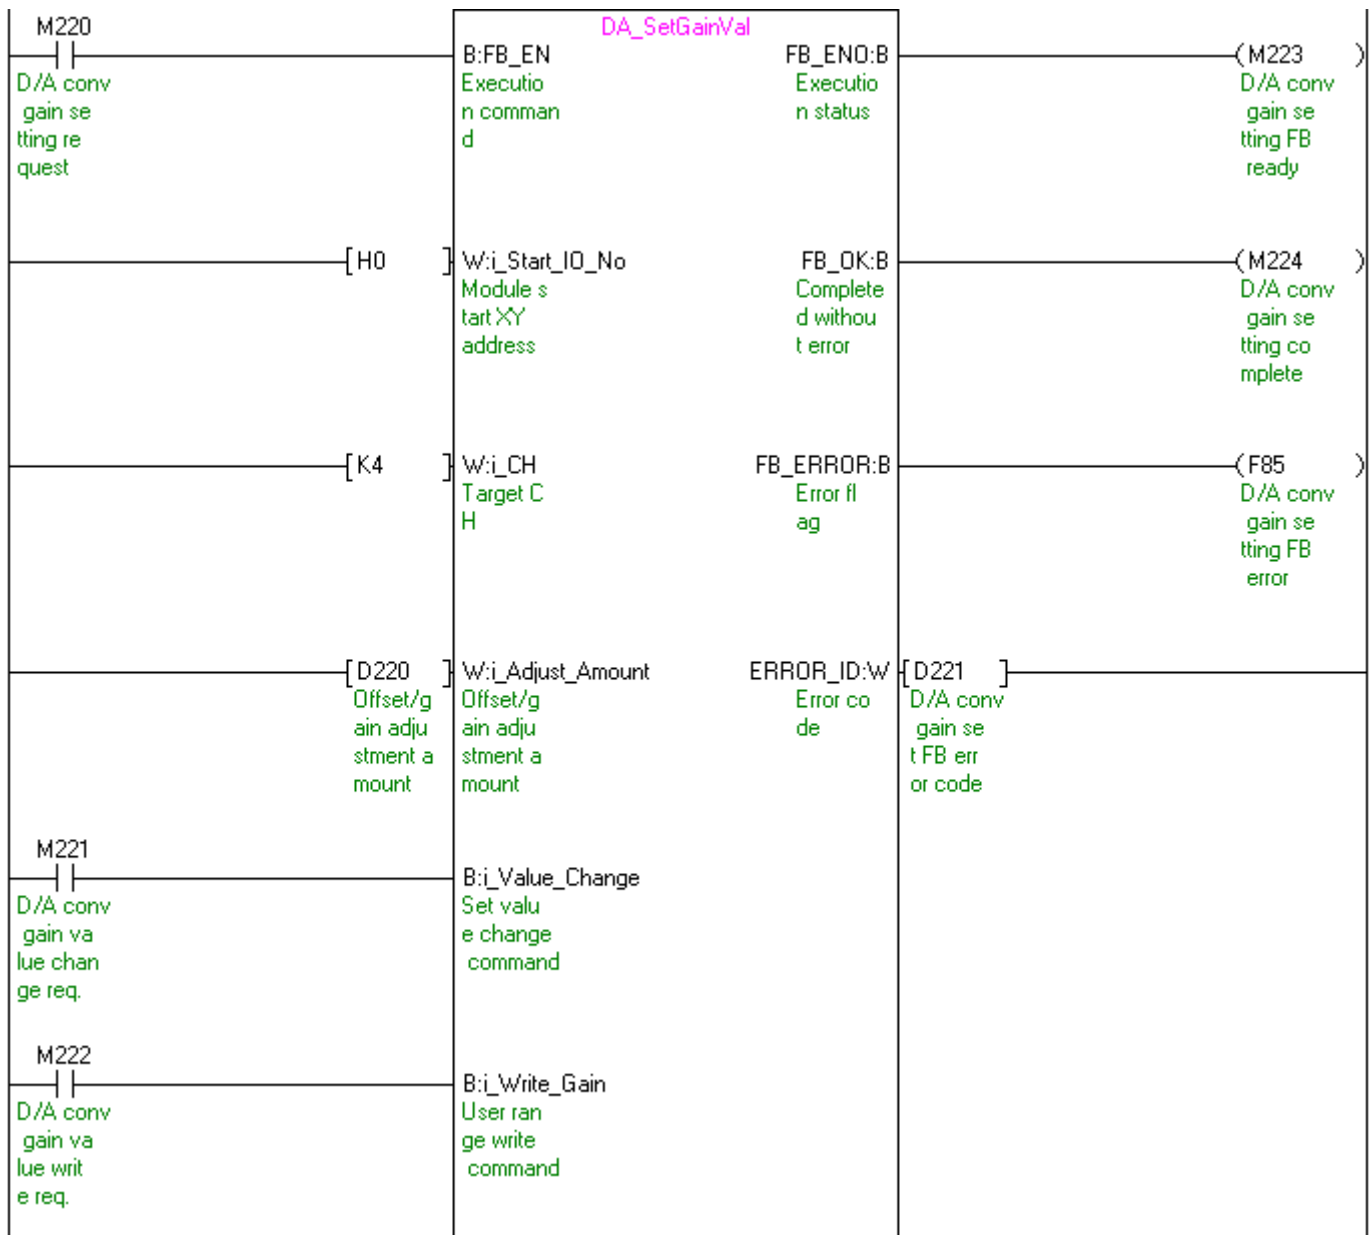 M220
DA_SetGainVal
B:FB_EN
FB_ENO:B
(M223 )
D/A conv
gain se
tting re
quest
Executio
n comman
d
Executio
n status
D/A conv
gain se
tting FB
ready
[H0 ]
W:i_Start_IO_No
FB_OK:B
(M224 )
Module s
tart XY
address
Complete
d withou
t error
D/A conv
gain se
tting co
mplete
[K4 ]
W:i_CH
FB_ERROR:B
(F85 )
Target C
H
Error fl
ag
D/A conv
gain se
tting FB
error
[D220 ]
W:i_Adjust_Amount
ERROR_ID:W
[D221 ]
Offset/g
ain adju
stment a
mount
Offset/g
ain adju
stment a
mount
Error co
de
D/A conv
gain se
t FB err
or code
M221
B:i_Value_Change
D/A conv
gain va
lue chan
ge req.
Set valu
e change
command
M222
B:i_Write_Gain
D/A conv
gain va
lue writ
e req.
User ran
ge write
command